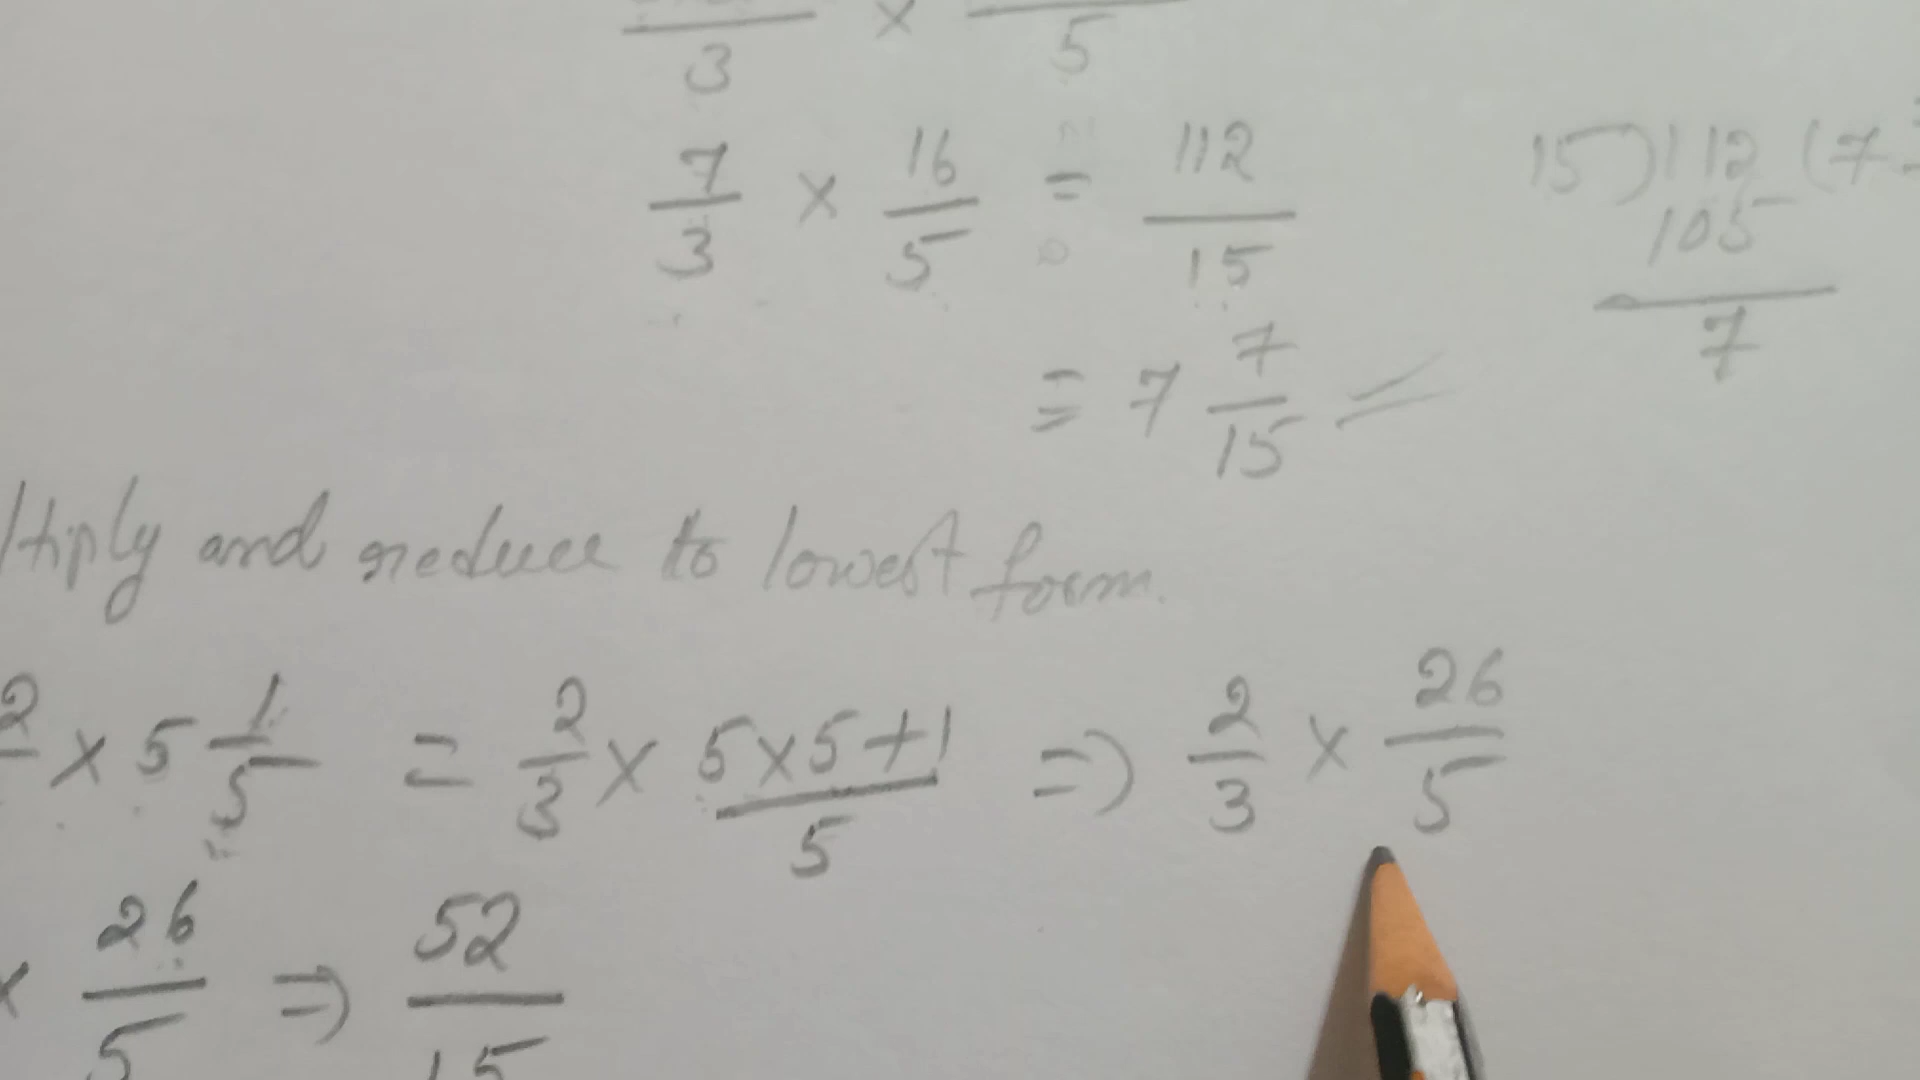 3 × 5
7/3 × 16/5 = 112/15
15)112(7
105
7
= 7 7/15
ltiply and reduce to lowest form.
2 × 5 1/5 = 2/3 × 5×5+1/5 => 2/3 × 26/5
× 26/5 => 52/15